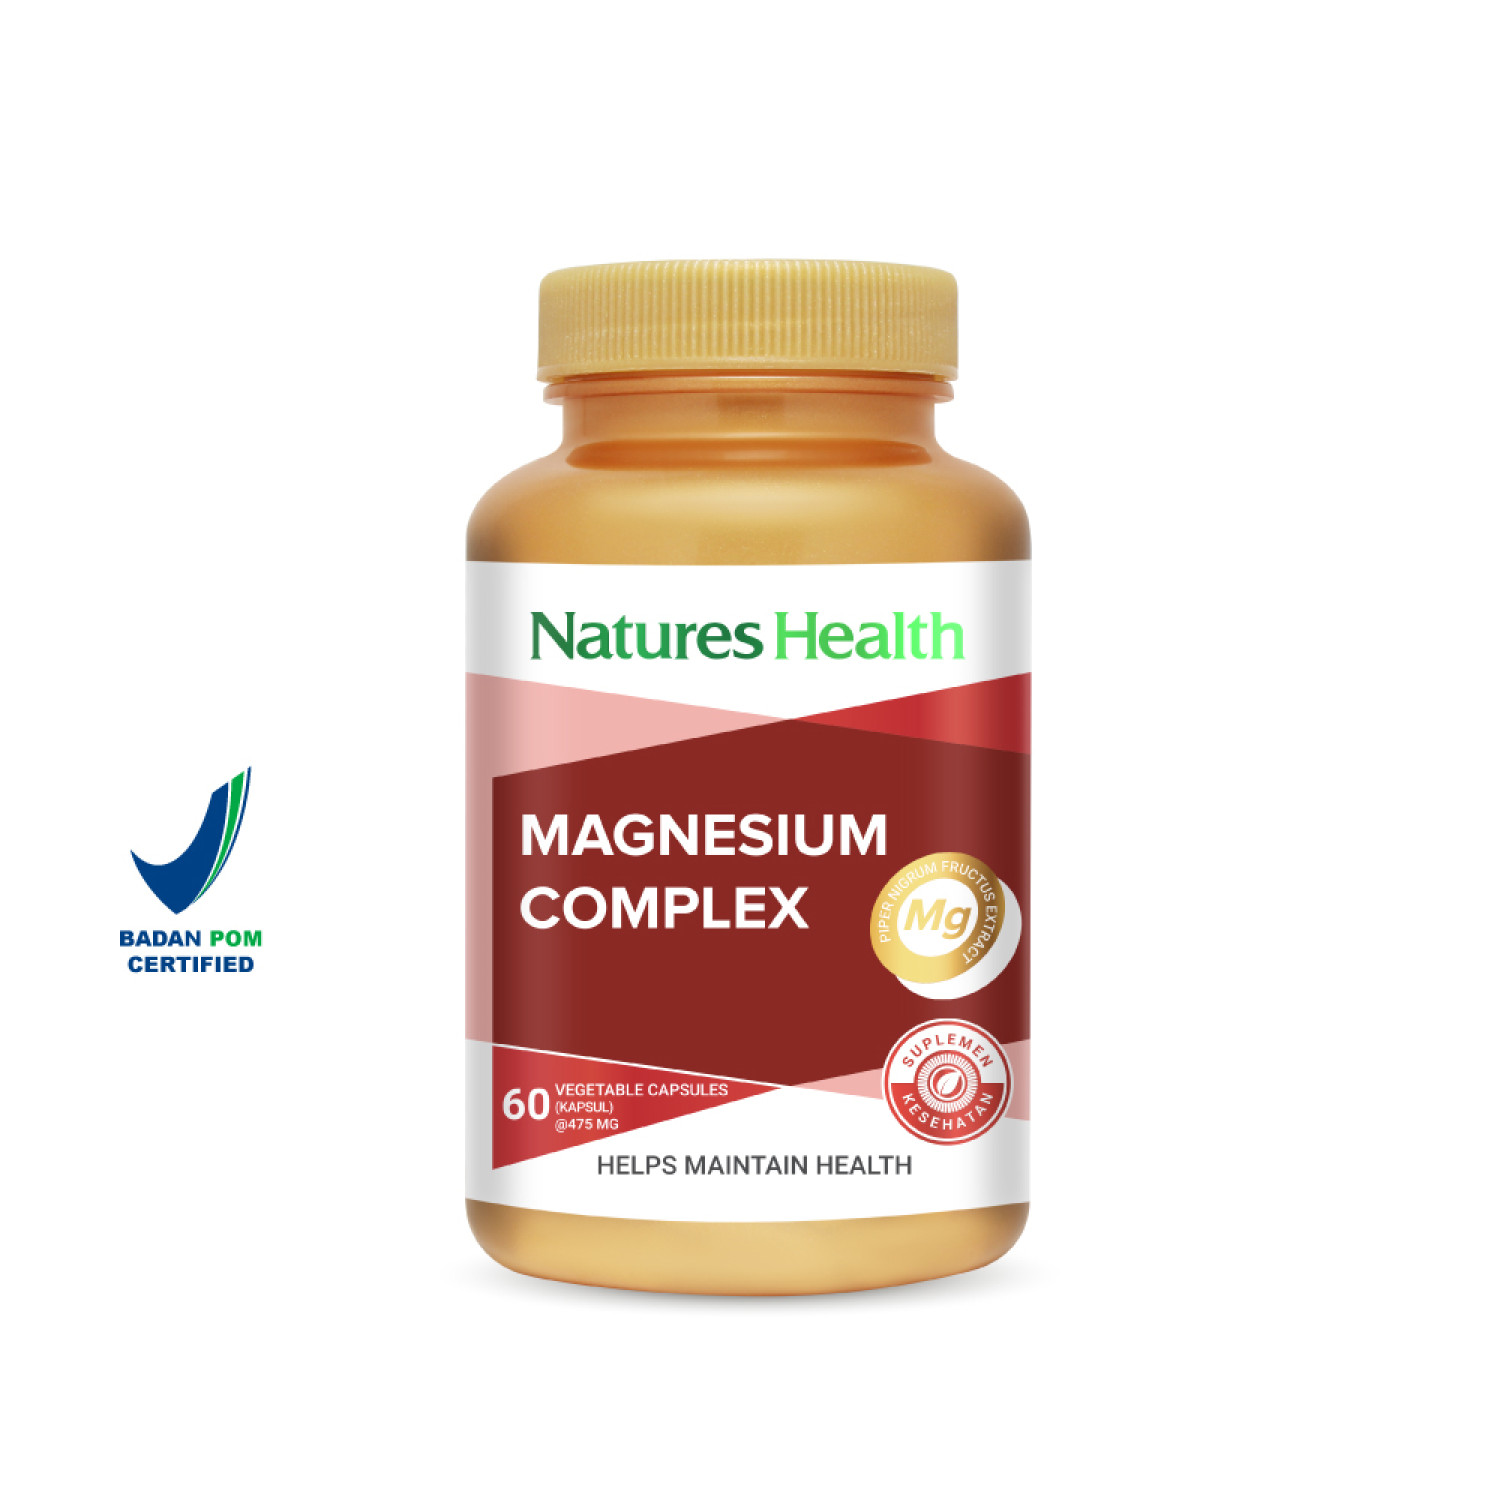 Natures Health
MAGNESIUM
COMPLEX
PIPER NIGRUM FRUCTUS EXTRACT
Mg
SUPLEMEN
KESEHATAN
60 VEGETABLE CAPSULES
(KAPSUL)
@475 MG
HELPS MAINTAIN HEALTH
BADAN POM
CERTIFIED